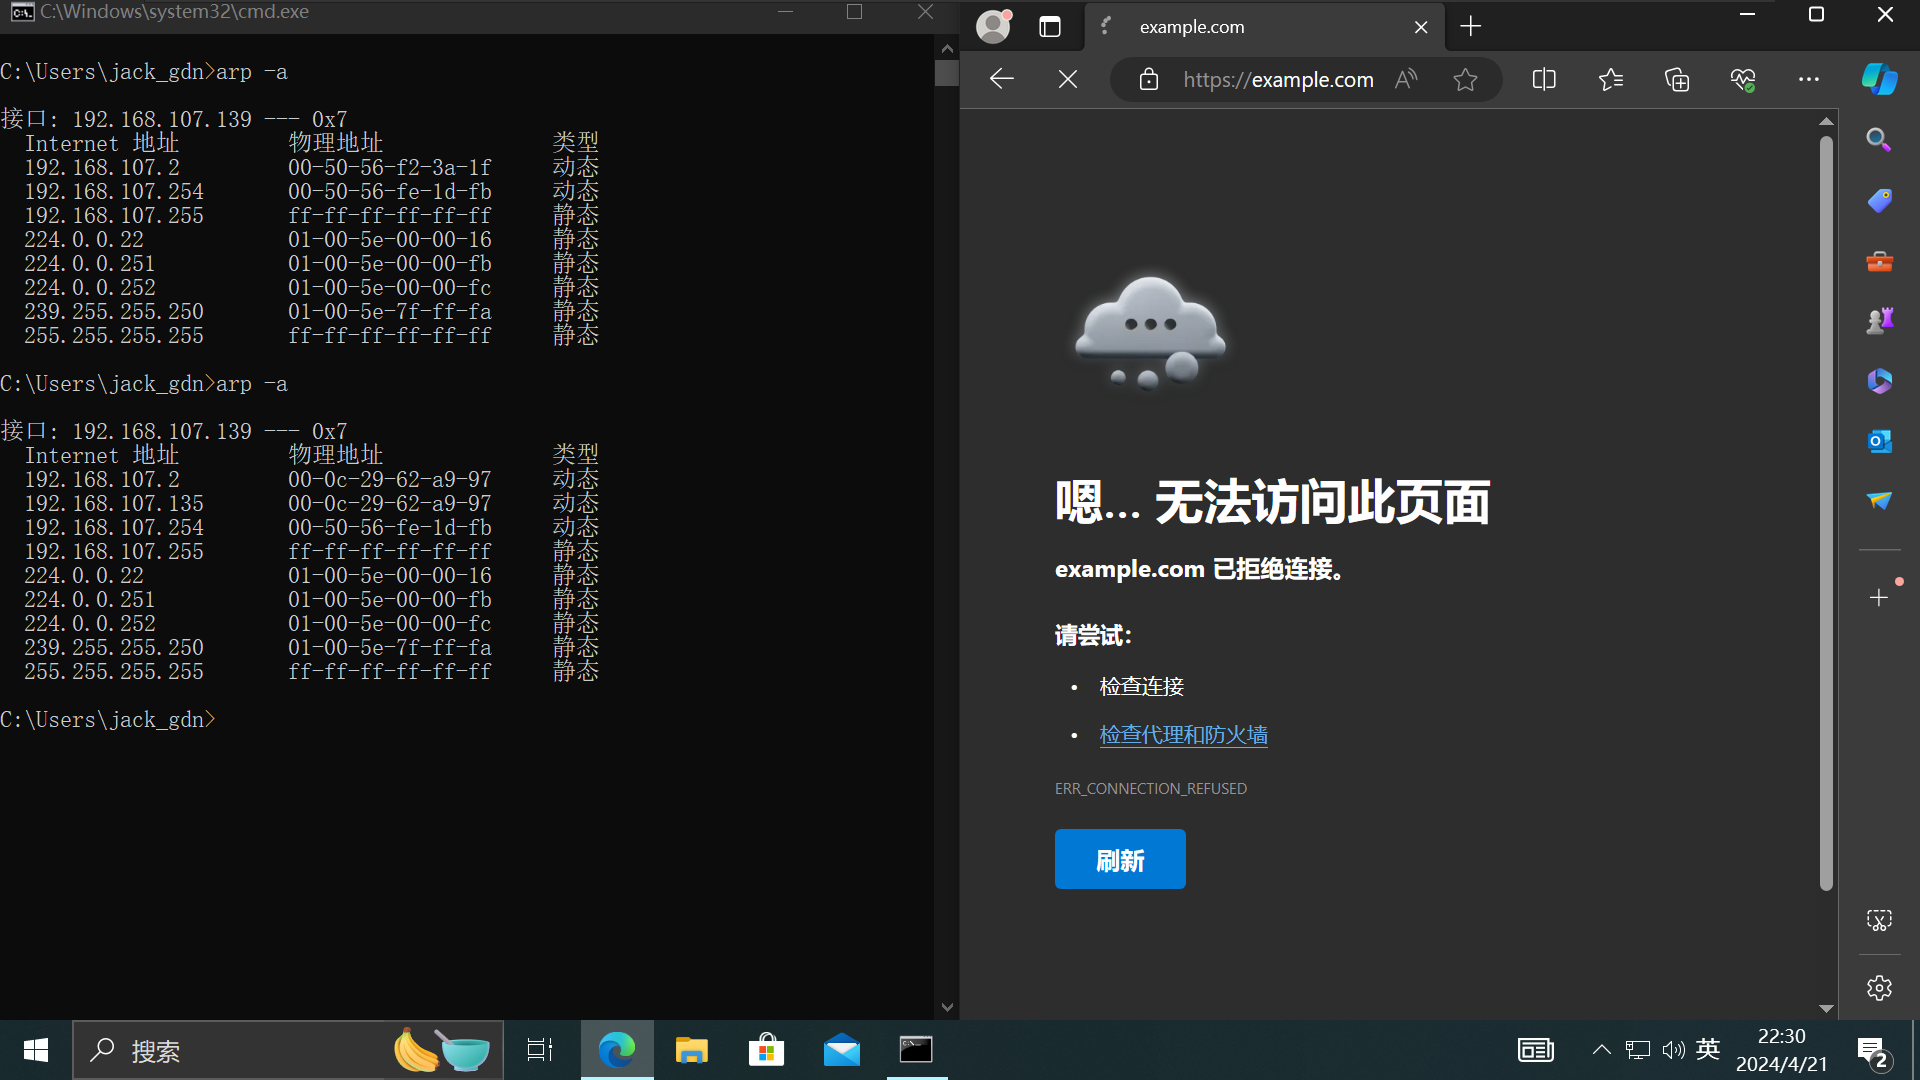 C:\Windows\system32\cmd.exe
C:\Users\jack_gdn>arp -a
接口: 192.168.107.139 --- 0x7
Internet 地址 物理地址 类型
192.168.107.2 00-50-56-f2-3a-1f 动态
192.168.107.254 00-50-56-fe-1d-fb 动态
192.168.107.255 ff-ff-ff-ff-ff-ff 静态
224.0.0.22 01-00-5e-00-00-16 静态
224.0.0.251 01-00-5e-00-00-fb 静态
224.0.0.252 01-00-5e-00-00-fc 静态
239.255.255.250 01-00-5e-7f-ff-fa 静态
255.255.255.255 ff-ff-ff-ff-ff-ff 静态
C:\Users\jack_gdn>arp -a
接口: 192.168.107.139 --- 0x7
Internet 地址 物理地址 类型
192.168.107.2 00-0c-29-62-a9-97 动态
192.168.107.135 00-0c-29-62-a9-97 动态
192.168.107.254 00-50-56-fe-1d-fb 动态
192.168.107.255 ff-ff-ff-ff-ff-ff 静态
224.0.0.22 01-00-5e-00-00-16 静态
224.0.0.251 01-00-5e-00-00-fb 静态
224.0.0.252 01-00-5e-00-00-fc 静态
239.255.255.250 01-00-5e-7f-ff-fa 静态
255.255.255.255 ff-ff-ff-ff-ff-ff 静态
C:\Users\jack_gdn>
example.com
https://example.com
嗯... 无法访问此页面
example.com 已拒绝连接。
请尝试:
• 检查连接
• 检查代理和防火墙
ERR_CONNECTION_REFUSED
刷新
搜索
英
22:30
2024/4/21
2